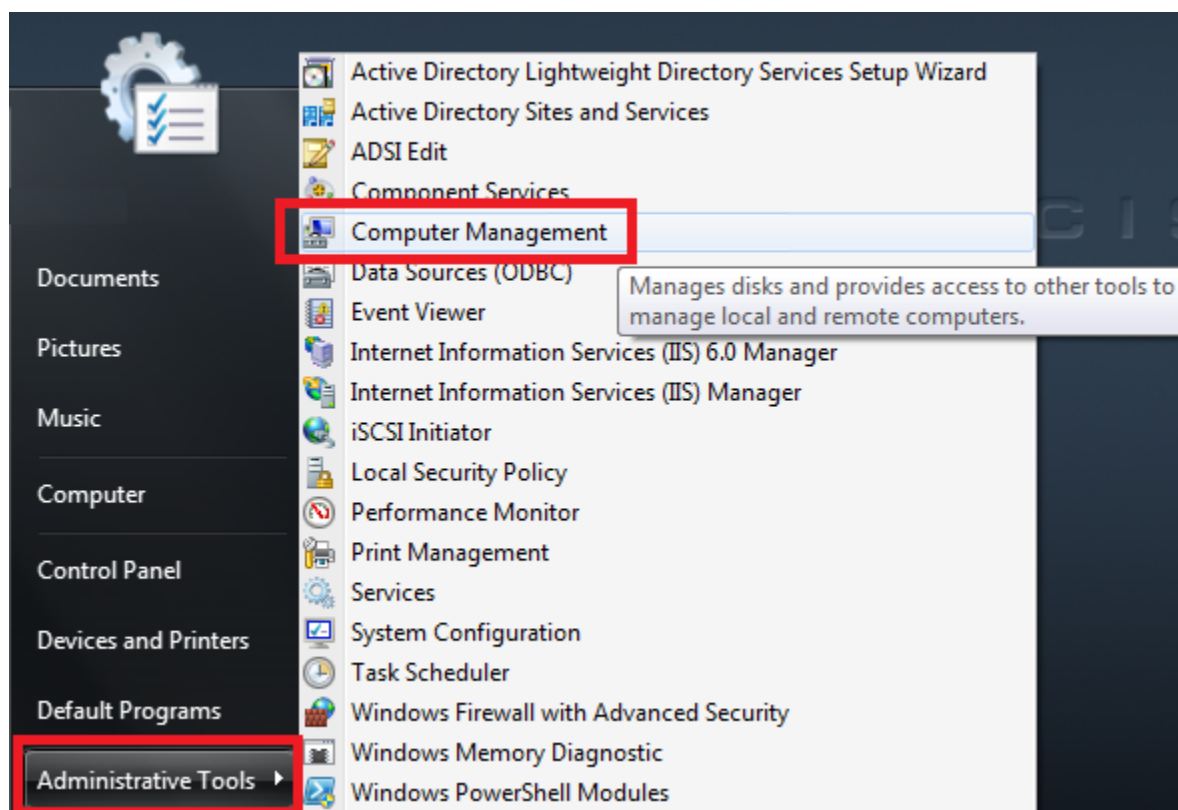 Documents
Pictures
Music
Computer
Control Panel
Devices and Printers
Default Programs
Administrative Tools
Active Directory Lightweight Directory Services Setup Wizard
Active Directory Sites and Services
ADSI Edit
Component Services
Computer Management
Data Sources (ODBC)
Event Viewer
Internet Information Services (IIS) 6.0 Manager
Internet Information Services (IIS) Manager
iSCSI Initiator
Local Security Policy
Performance Monitor
Print Management
Services
System Configuration
Task Scheduler
Windows Firewall with Advanced Security
Windows Memory Diagnostic
Windows PowerShell Modules
Manages disks and provides access to other tools to
manage local and remote computers.